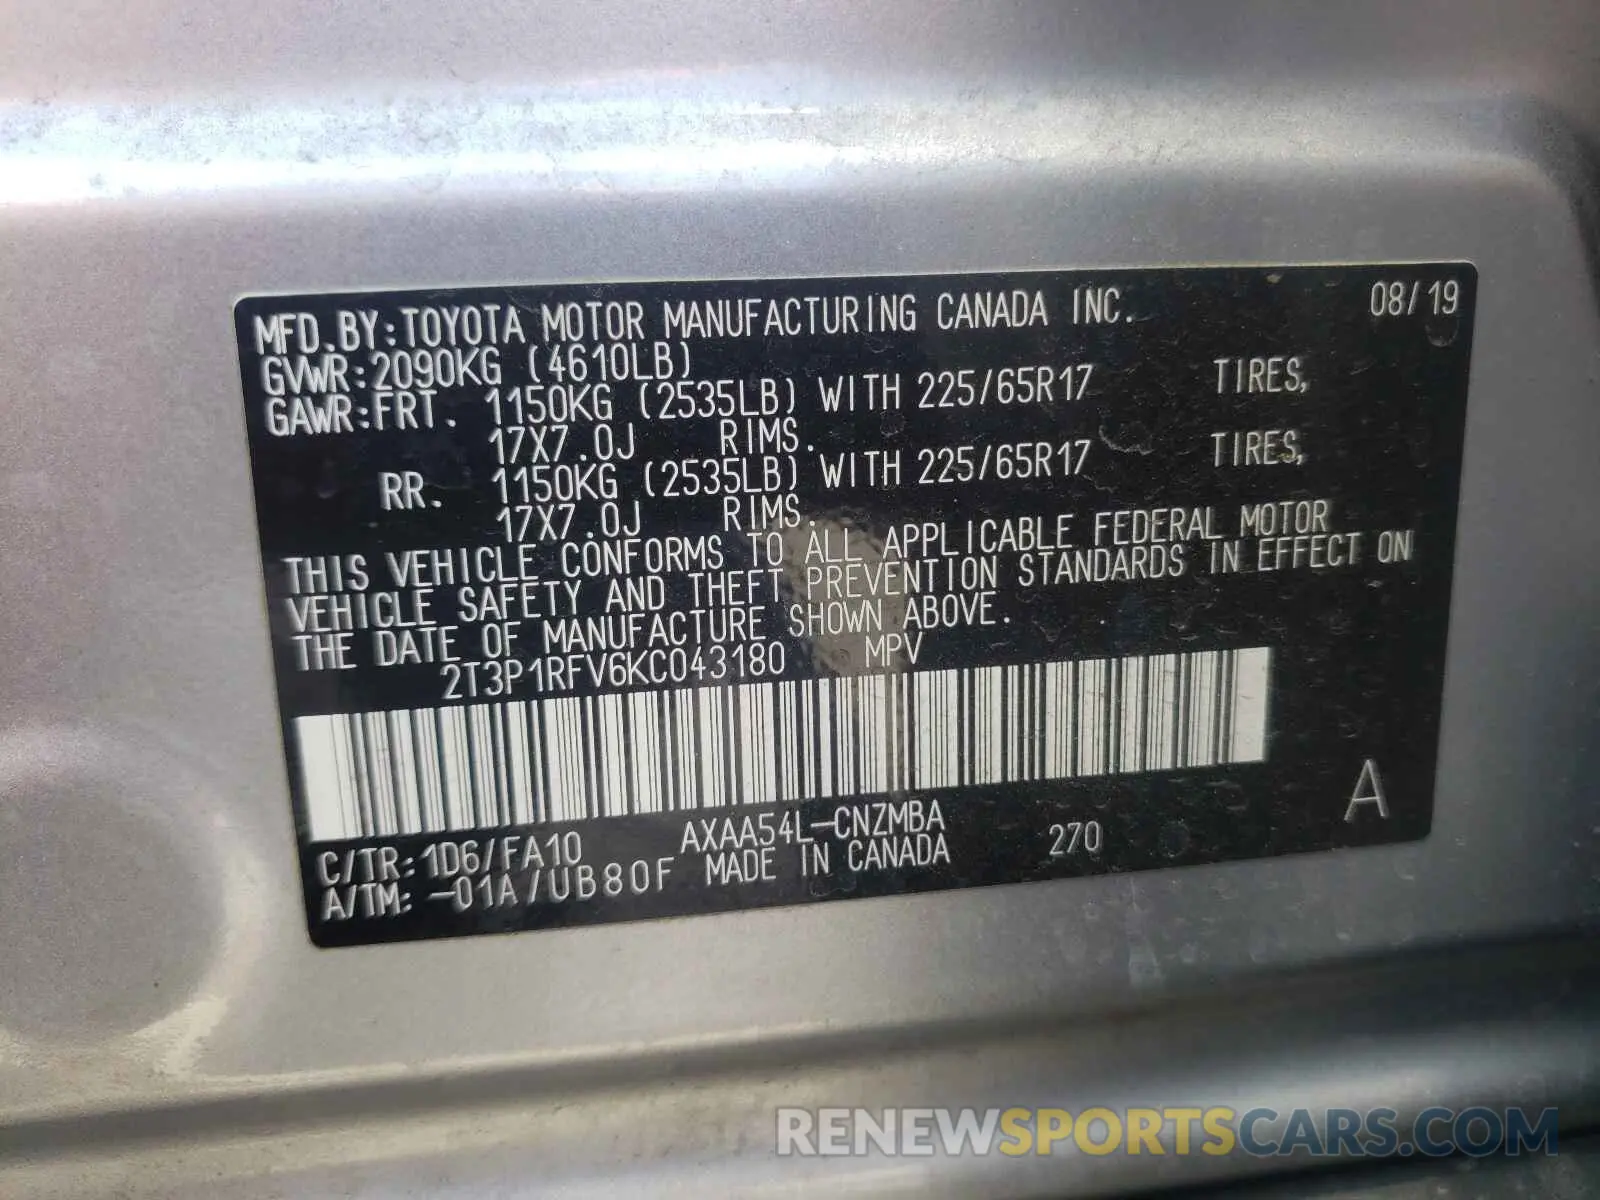 MFD.BY:TOYOTA MOTOR MANUFACTURING CANADA INC. 08/19
GVWR:2090KG (4610LB)
GAWR:FRT. 1150KG (2535LB) WITH 225/65R17 TIRES,
17X7.0J RIMS.
RR. 1150KG (2535LB) WITH 225/65R17 TIRES,
17X7.0J RIMS.
THIS VEHICLE CONFORMS TO ALL APPLICABLE FEDERAL MOTOR
VEHICLE SAFETY AND THEFT PREVENTION STANDARDS IN EFFECT ON
THE DATE OF MANUFACTURE SHOWN ABOVE.
2T3P1RFV6KC043180 MPV
A
C/TR:1D6/FA10 AXAA54L-CNZMBA 270
A/TM: -01A/UB80F MADE IN CANADA
RENEWSPORTSCARS.COM